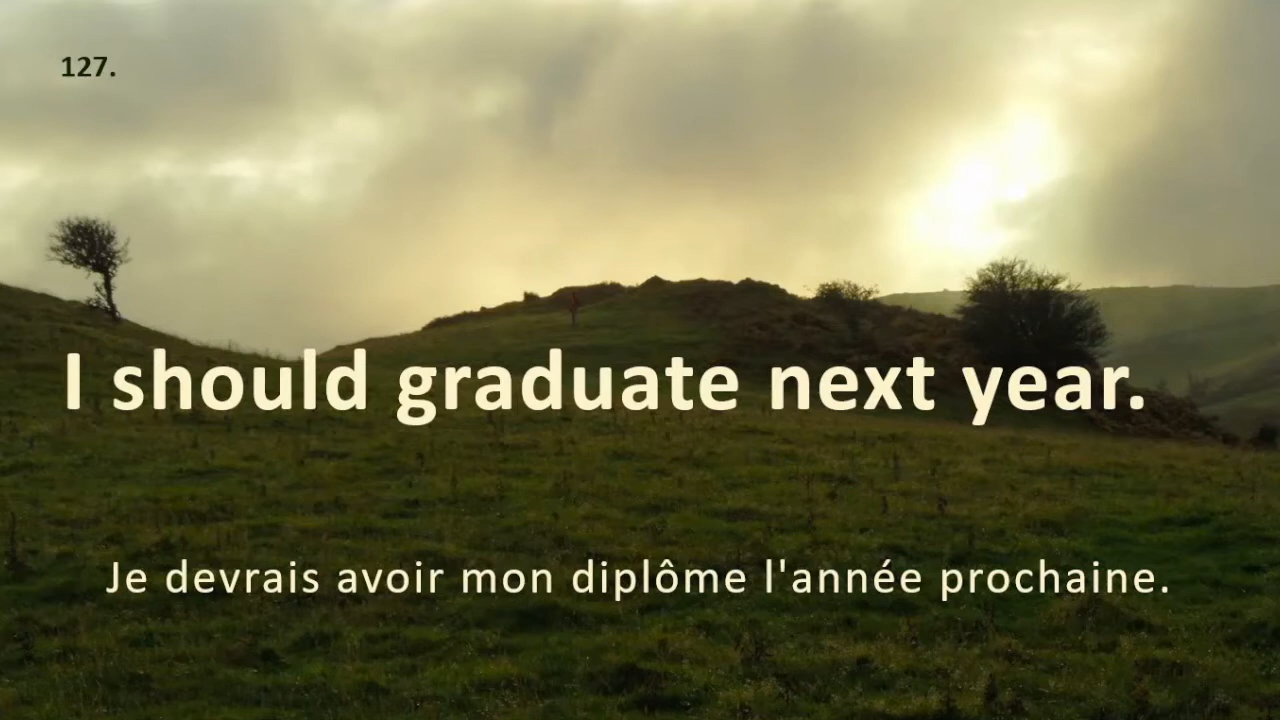 127.
I should graduate next year.
Je devrais avoir mon diplôme l'année prochaine.